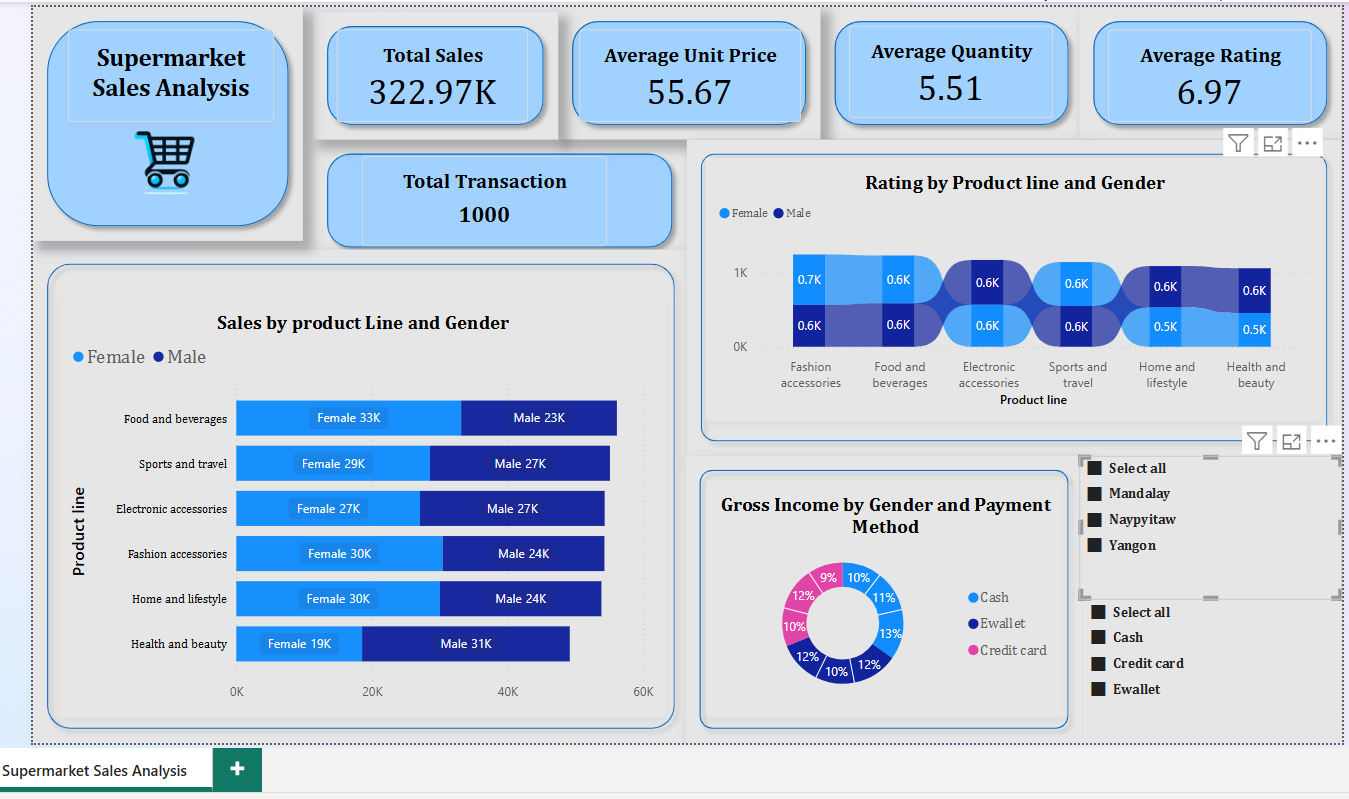 Supermarket
Sales Analysis
Total Sales
322.97K
Average Unit Price
55.67
Average Quantity
5.51
Average Rating
6.97
Total Transaction
1000
Rating by Product line and Gender
Female Male
1K
0K
0.7K 0.6K 0.6K 0.6K 0.6K 0.6K
0.6K 0.6K 0.6K 0.6K 0.5K 0.5K
Fashion accessories
Food and beverages
Electronic accessories
Sports and travel
Home and lifestyle
Health and beauty
Product line
Sales by product Line and Gender
Female Male
Product line
Food and beverages Female 33K Male 23K
Sports and travel Female 29K Male 27K
Electronic accessories Female 27K Male 27K
Fashion accessories Female 30K Male 24K
Home and lifestyle Female 30K Male 24K
Health and beauty Female 19K Male 31K
0K 20K 40K 60K
Gross Income by Gender and Payment
Method
10%
11%
13%
12%
10%
12%
10%
12%
9%
Cash
Ewallet
Credit card
Select all
Mandalay
Naypyitaw
Yangon
Select all
Cash
Credit card
Ewallet
Supermarket Sales Analysis